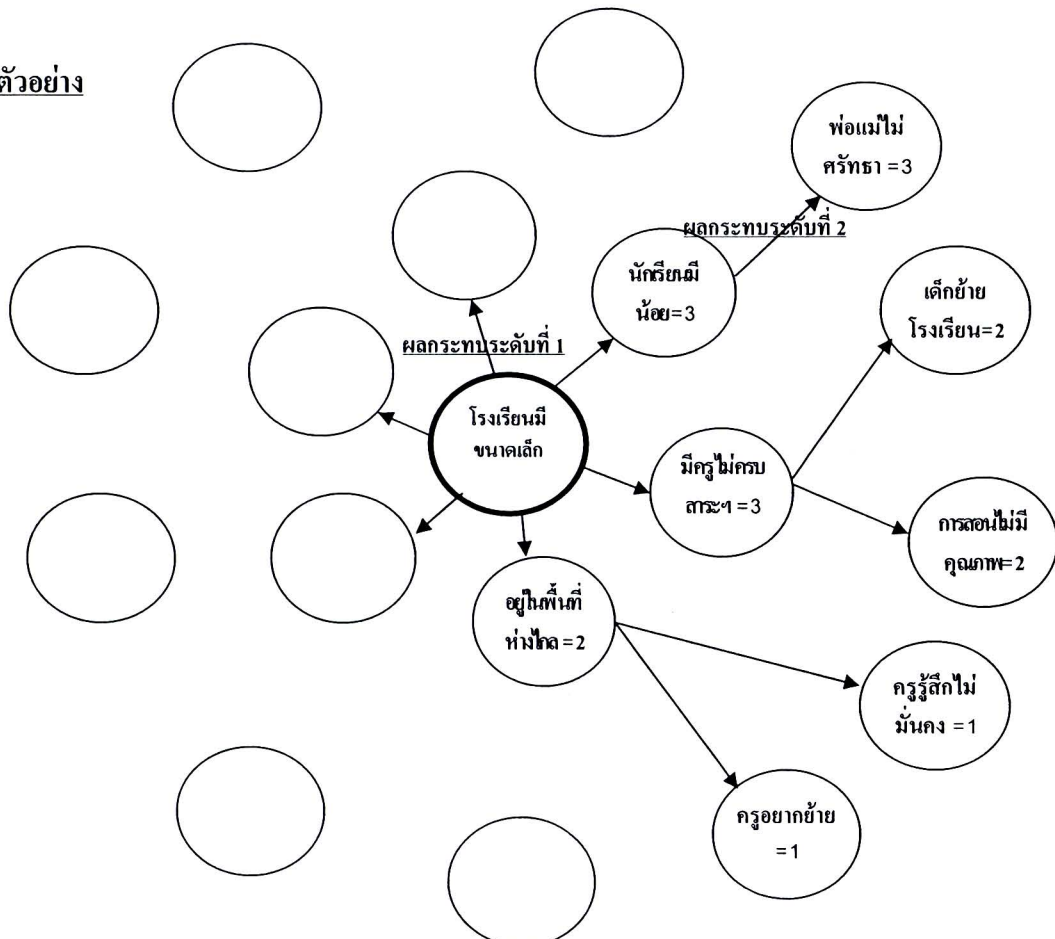 ตัวอย่าง
พ่อแม่ไม่
ศรัทธา =3
ผลกระทบระดับที่ 2
นักเรียนมี
น้อย=3
เด็กย้าย
โรงเรียน=2
ผลกระทบระดับที่ 1
โรงเรียนมี
ขนาดเล็ก
มีครูไม่ครบ
สาระฯ =3
การสอนไม่มี
คุณภาพ=2
อยู่ในพื้นที่
ห่างไกล =2
ครูรู้สึกไม่
มั่นคง =1
ครูอยากย้าย
=1